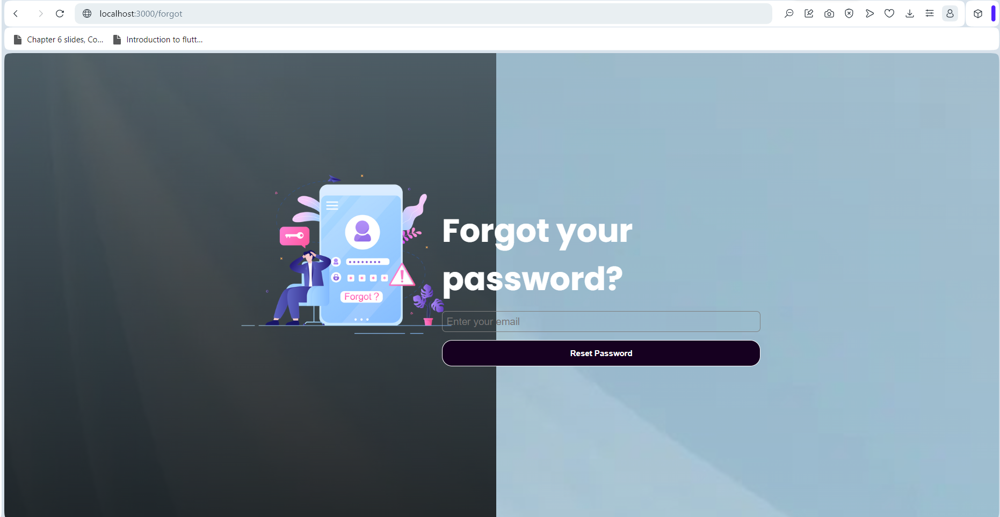 localhost:3000/forgot
Chapter 6 slides, Co...
Introduction to flutt...
Forgot ?
Forgot your
password?
Enter your email
Reset Password